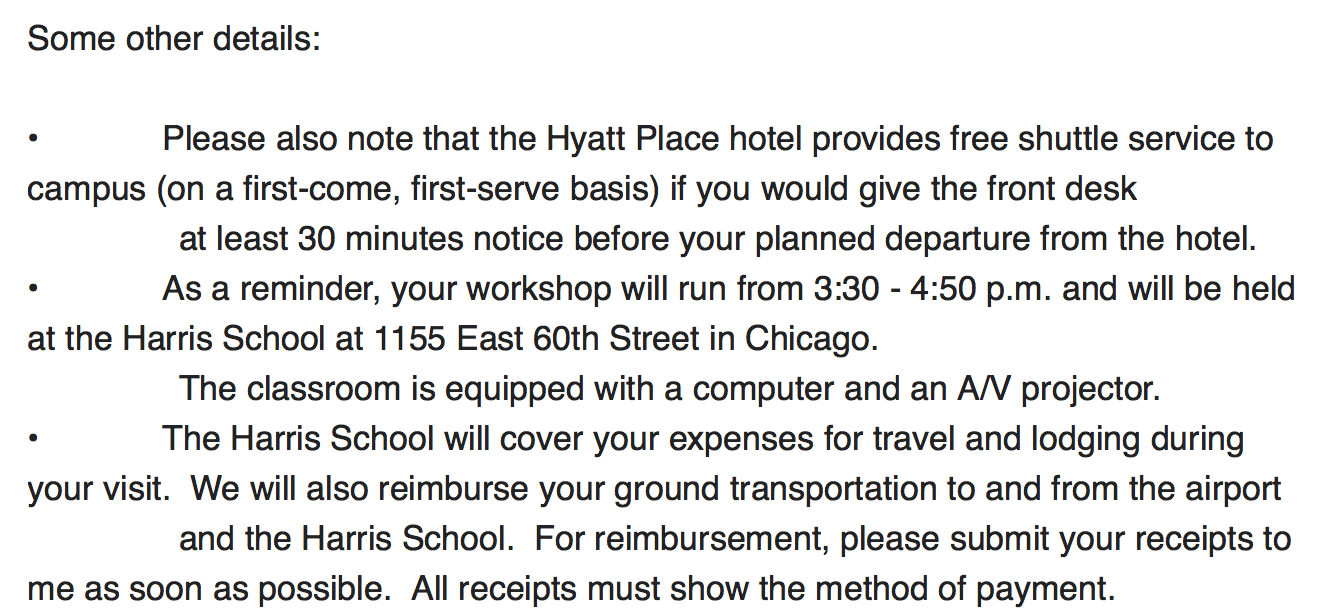 Some other details:
• Please also note that the Hyatt Place hotel provides free shuttle service to
campus (on a first-come, first-serve basis) if you would give the front desk
at least 30 minutes notice before your planned departure from the hotel.
• As a reminder, your workshop will run from 3:30 - 4:50 p.m. and will be held
at the Harris School at 1155 East 60th Street in Chicago.
The classroom is equipped with a computer and an A/V projector.
• The Harris School will cover your expenses for travel and lodging during
your visit.  We will also reimburse your ground transportation to and from the airport
and the Harris School.  For reimbursement, please submit your receipts to
me as soon as possible.  All receipts must show the method of payment.